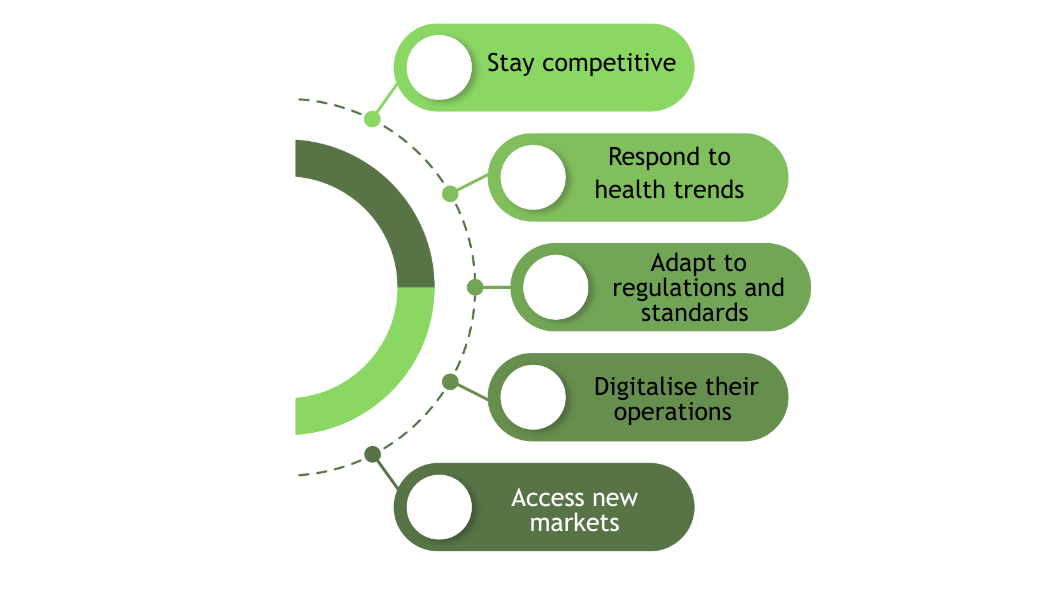 Stay competitive
Respond to
health trends
Adapt to
regulations and
standards
Digitalise their
operations
Access new
markets